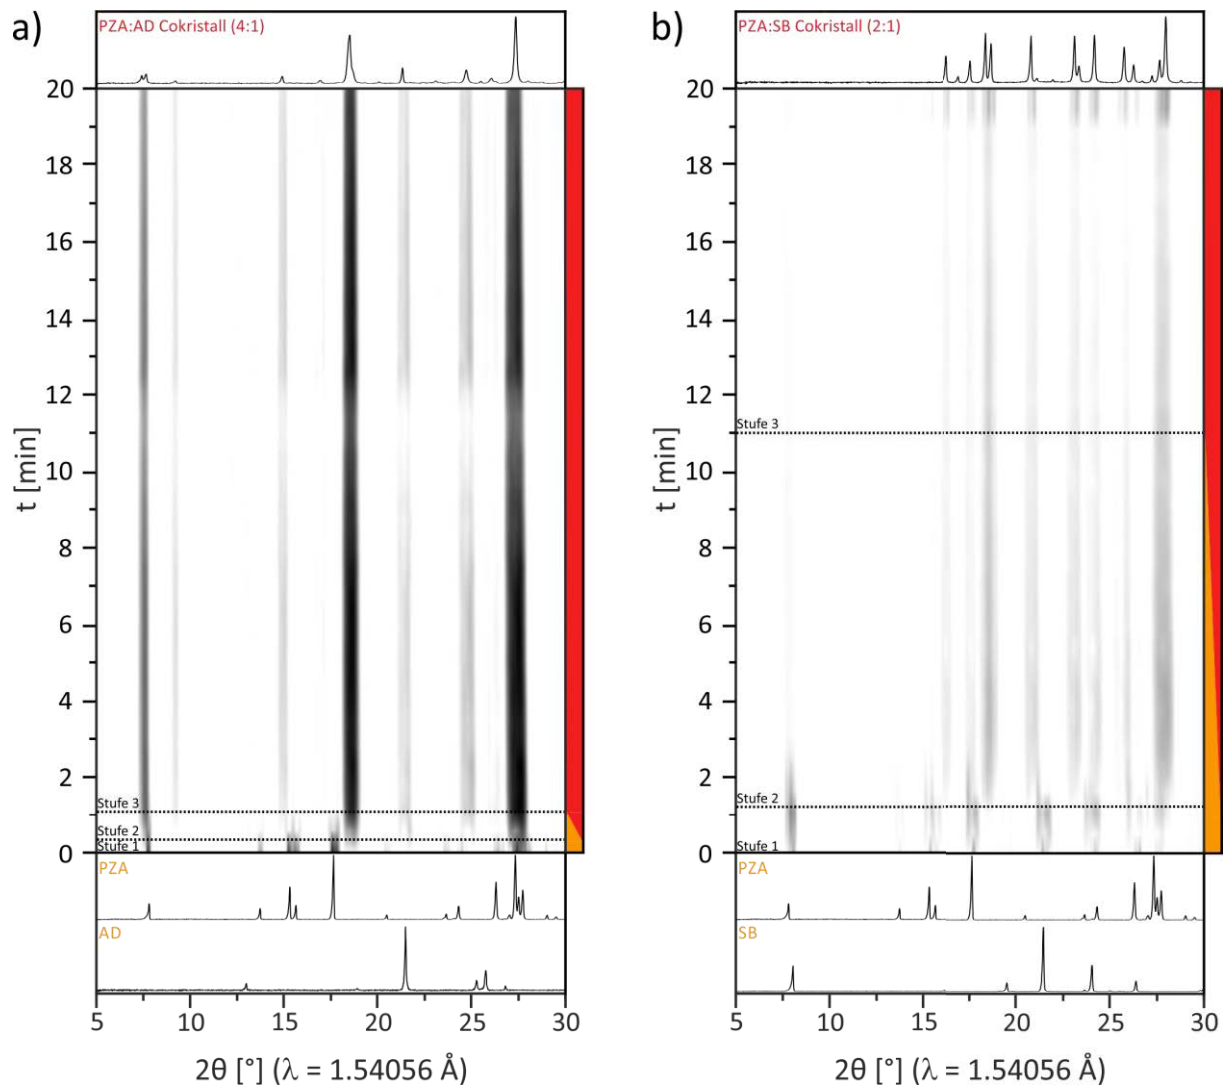 a)
PZA:AD Cokristall (4:1)
20
18
16
14
12
10
8
6
4
2
0
t [min]
Stufe 3
Stufe 2
Stufe 1
PZA
AD
5
10
15
20
25
30
2θ [°] (λ = 1.54056 Å)
b)
PZA:SB Cokristall (2:1)
20
18
16
14
12
10
8
6
4
2
0
t [min]
Stufe 3
Stufe 2
Stufe 1
PZA
SB
5
10
15
20
25
30
2θ [°] (λ = 1.54056 Å)